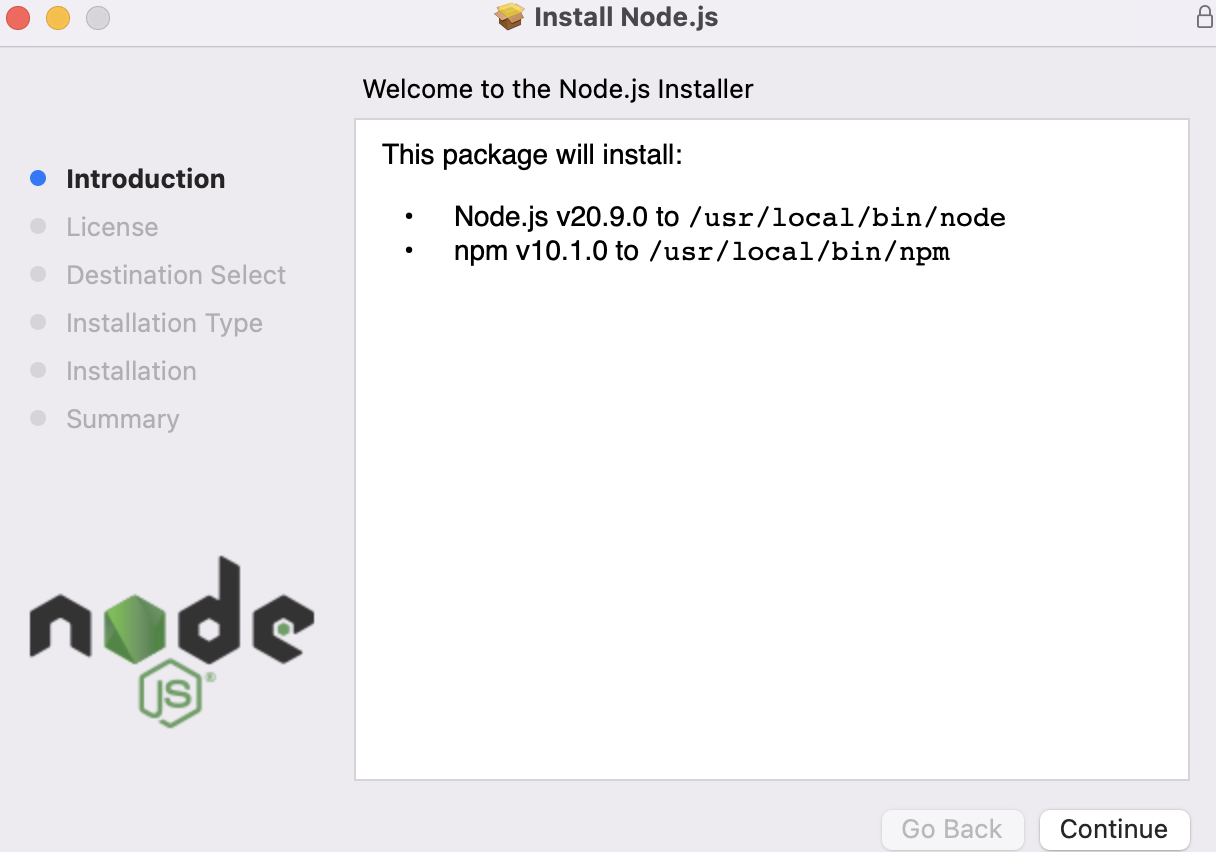 Install Node.js
Welcome to the Node.js Installer
Introduction
License
Destination Select
Installation Type
Installation
Summary
This package will install:
• Node.js v20.9.0 to /usr/local/bin/node
• npm v10.1.0 to /usr/local/bin/npm
node
JS®
Go Back
Continue